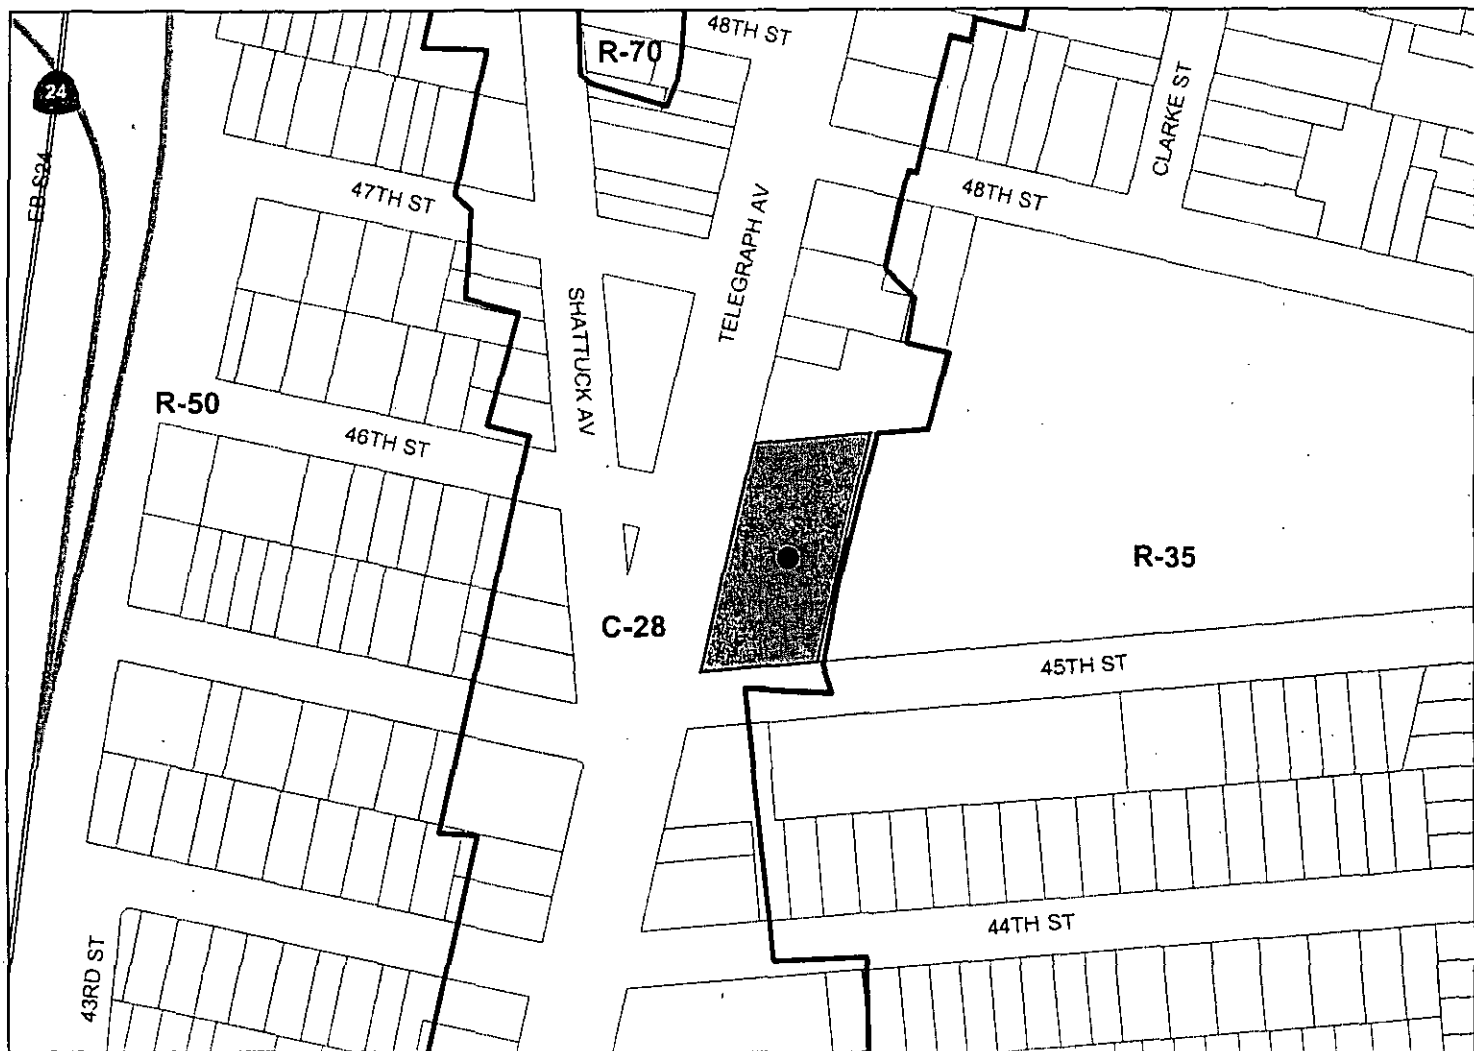 48TH ST
R-70
24
CLARKE ST
EB S24
47TH ST
48TH ST
TELEGRAPH AV
SHATTUCK AV
R-50
46TH ST
R-35
C-28
45TH ST
44TH ST
43RD ST